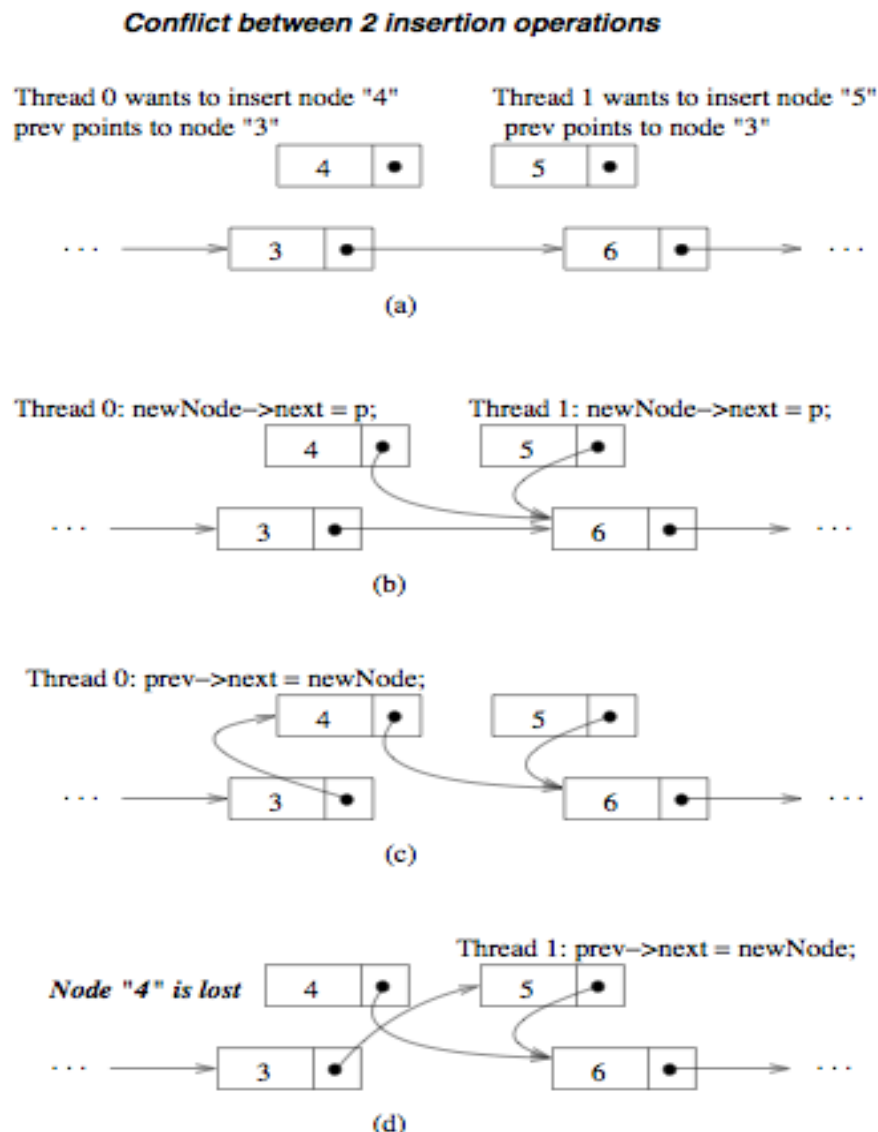 Conflict between 2 insertion operations
Thread 0 wants to insert node "4"
prev points to node "3"
Thread 1 wants to insert node "5"
prev points to node "3"
4
5
. . .
3
6
. . .
(a)
Thread 0: newNode−>next = p;
Thread 1: newNode−>next = p;
4
5
. . .
3
6
. . .
(b)
Thread 0: prev−>next = newNode;
4
5
. . .
3
6
. . .
(c)
Thread 1: prev−>next = newNode;
Node "4" is lost
4
5
. . .
3
6
. . .
(d)